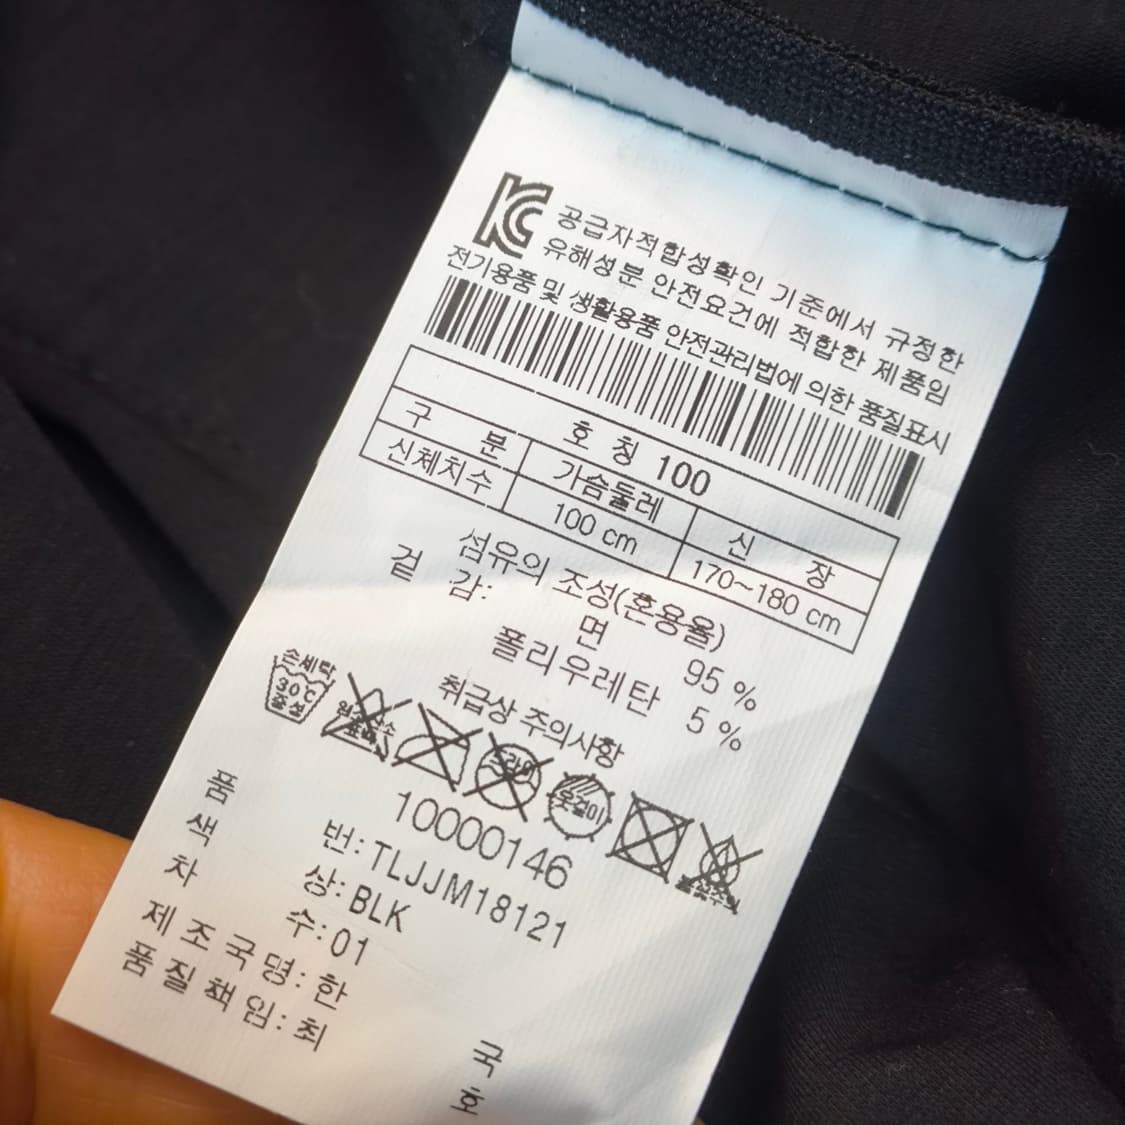 KC 공급자적합성확인 기준에서 규정한
유해성분 안전요건에 적합한 제품임
전기용품 및 생활용품 안전관리법에 의한 품질표시
호 칭 100
구 분 가슴둘레 신 장
신체치수 100 cm 170~180 cm
섬유의 조성(혼용율)
겉 감: 면 95 %
폴리우레탄 5 %
취급상 주의사항
손세탁
30℃
중성
드라이
옷걸이
10000146
품 번: TLJJM18121
색 상: BLK
차 수: 01
제 조 국 명: 한 국
품 질 책 임: 최 호